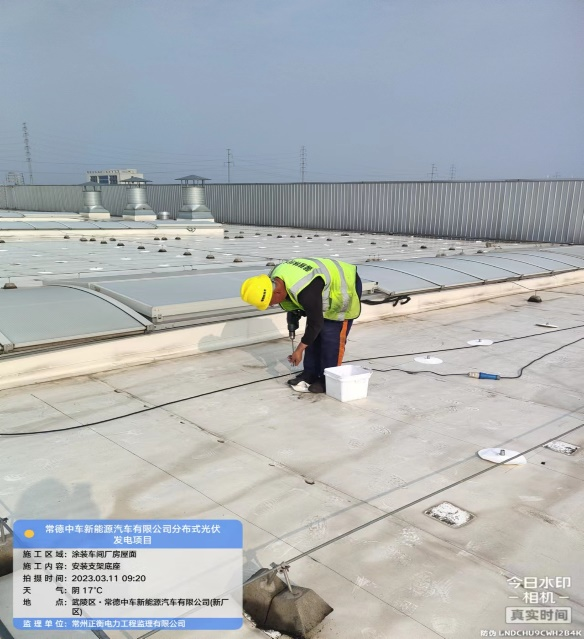 常德中车新能源汽车有限公司分布式光伏
发电项目
施工区域：涂装车间厂房屋面
施工内容：安装支架底座
拍摄时间：2023.03.11 09:20
天　　气：阴 17℃
地　　点：武陵区·常德中车新能源汽车有限公司(新厂
区)
监理单位：常州正衡电力工程监理有限公司
今日水印
-相机-
真实时间
防伪 LNDCHU9CWH2B4K